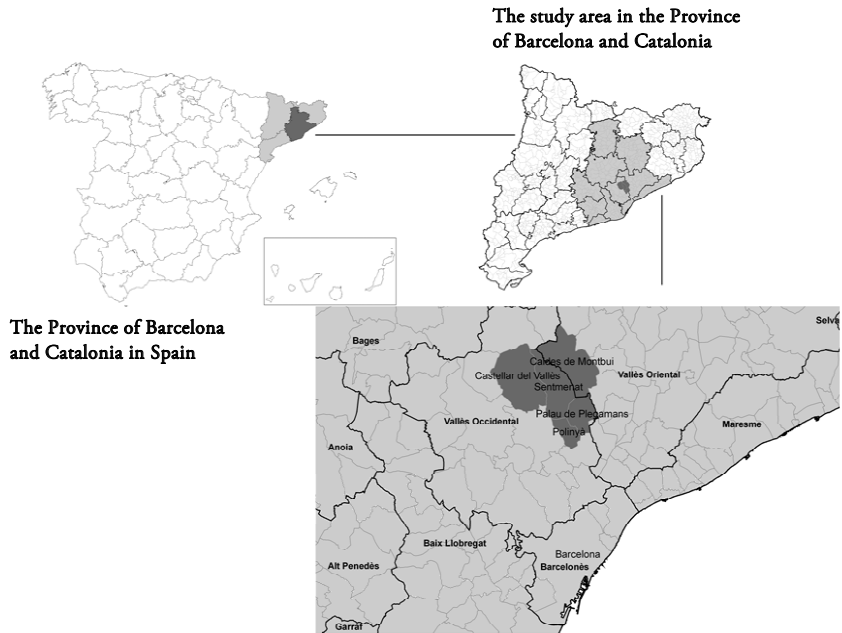 The study area in the Province
of Barcelona and Catalonia
The Province of Barcelona
and Catalonia in Spain
Selva
Bages
Caldes de Montbui
Castellar del Vallès
Vallès Oriental
Sentmenat
Palau de Plegamans
Vallès Occidental
Maresme
Polinyà
Anoia
Baix Llobregat
Barcelona
Alt Penedès
Barcelonès
Garraf